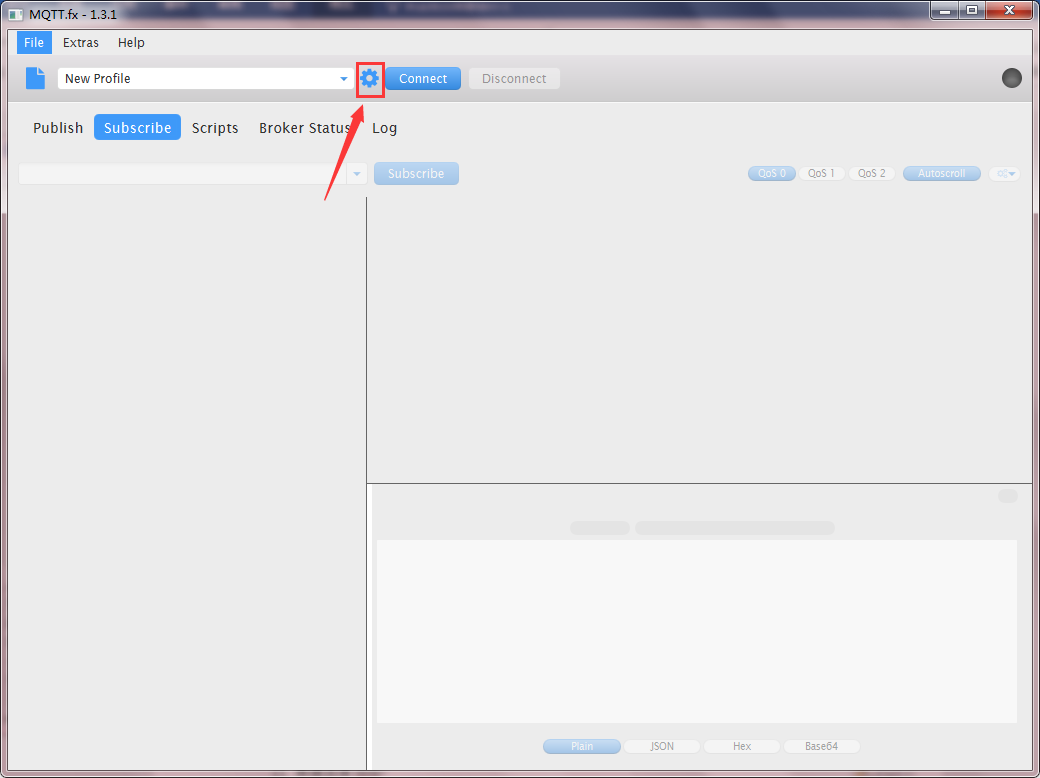 MQTT.fx - 1.3.1
File Extras Help
New Profile Connect Disconnect
Publish Subscribe Scripts Broker Status Log
Subscribe QoS 0 QoS 1 QoS 2 Autoscroll
Plain JSON Hex Base64